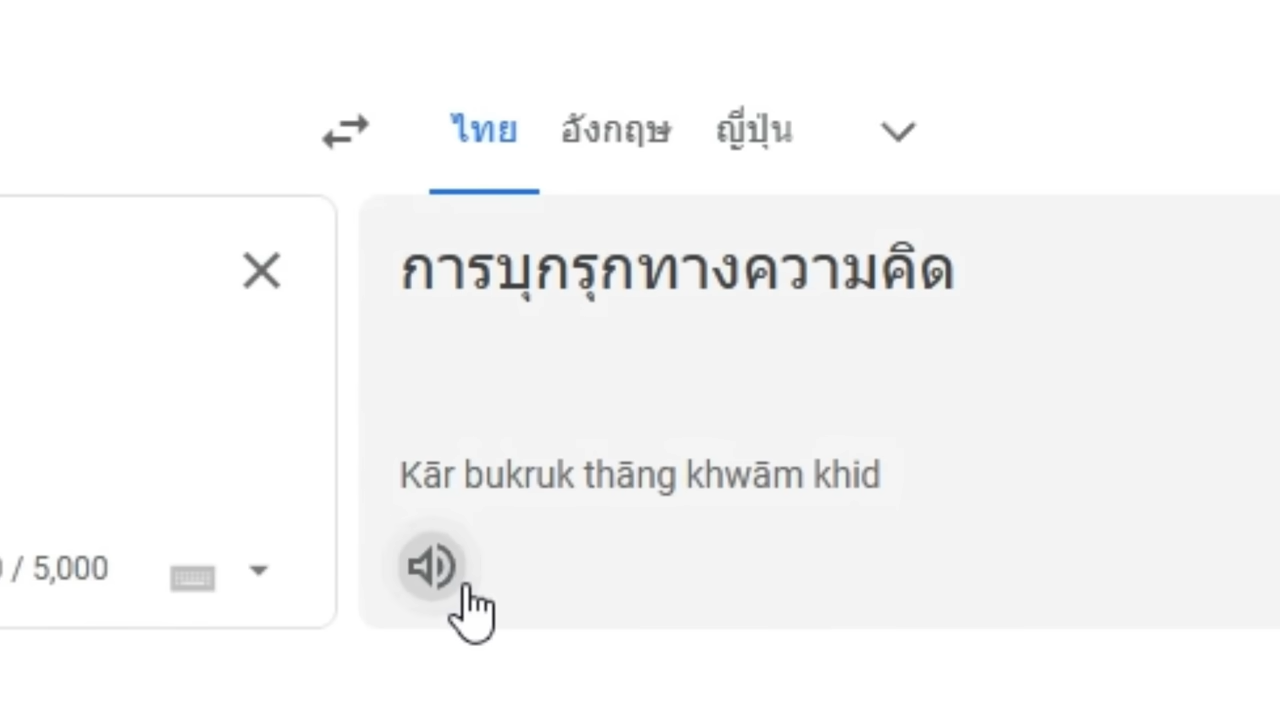 ไทย อังกฤษ ญี่ปุ่น
การบุกรุกทางความคิด
Kār bukruk thāng khwām khid
/ 5,000